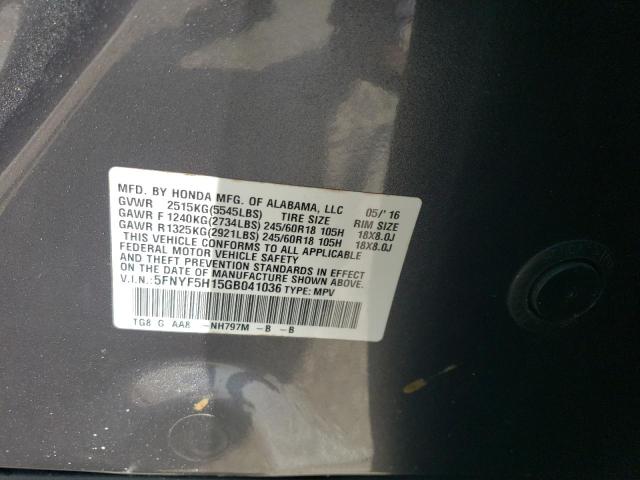 MFD. BY HONDA MFG. OF ALABAMA, LLC 05/'16
GVWR 2515KG(5545LBS) TIRE SIZE RIM SIZE
GAWR F 1240KG(2734LBS) 245/60R18 105H 18X8.0J
GAWR R1325KG(2921LBS) 245/60R18 105H 18X8.0J
THIS VEHICLE CONFORMS TO ALL APPLICABLE
FEDERAL MOTOR VEHICLE SAFETY AND
THEFT PREVENTION STANDARDS IN EFFECT
ON THE DATE OF MANUFACTURE SHOWN ABOVE.
V.I.N.: 5FNYF5H15GB041036 TYPE: MPV
TG8 G AA8 -NH797M -B -B